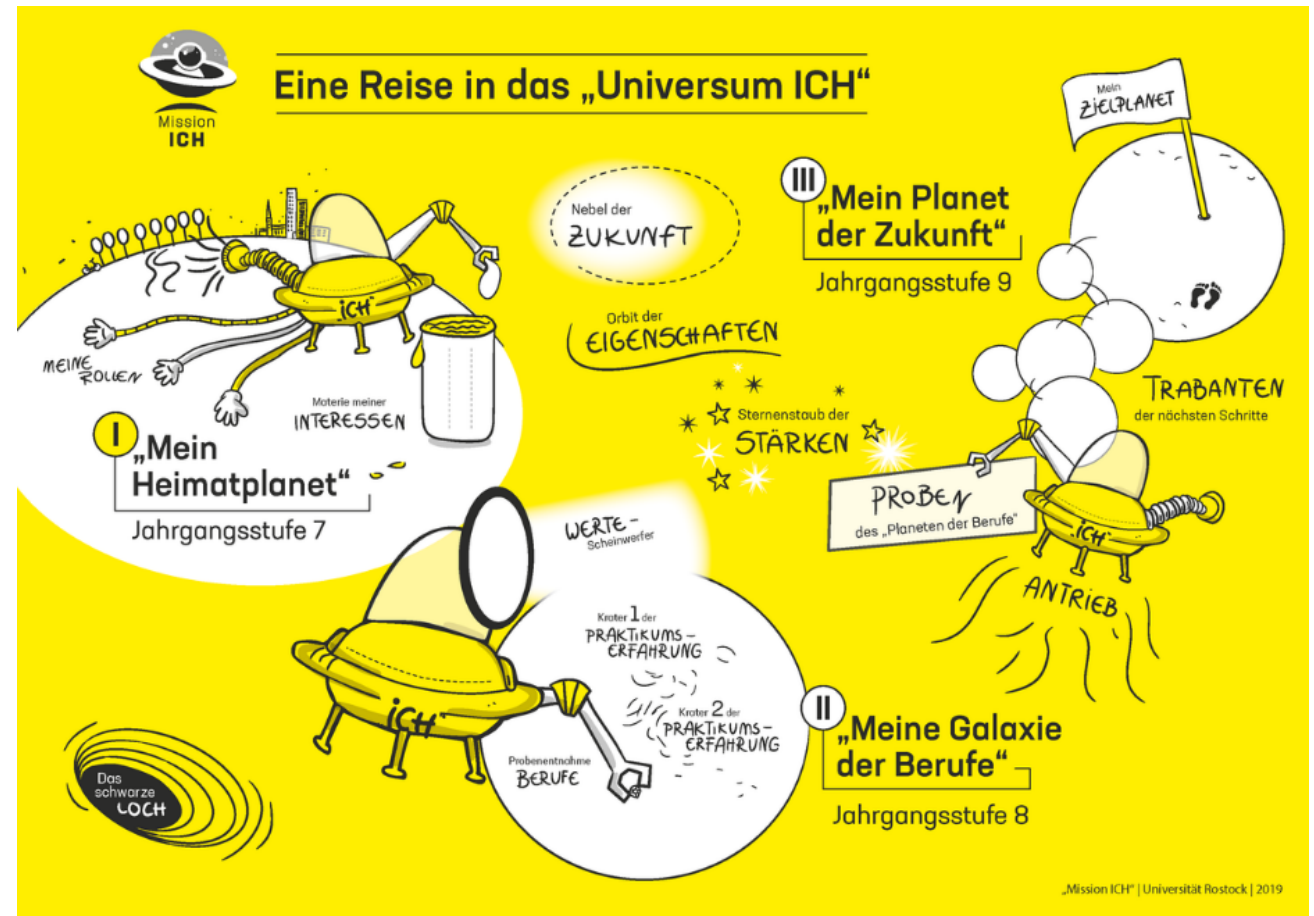 Mission
ICH
Eine Reise in das „Universum ICH“
Mein
ZIELPLANET
Nebel der
ZUKUNFT
III
„Mein Planet
der Zukunft“
Jahrgangsstufe 9
iCH
MEINE
ROLLEN
Materie meiner
INTERESSEN
I
„Mein
Heimatplanet“
Jahrgangsstufe 7
Orbit der
EIGENSCHAFTEN
Sternenstaub der
STÄRKEN
TRABANTEN
der nächsten Schritte
PROBEN
des „Planeten der Berufe“
iCH
ANTRIEB
WERTE-
Scheinwerfer
Krater 1 der
PRAKTIKUMS-
ERFAHRUNG
Krater 2 der
PRAKTIKUMS-
ERFAHRUNG
iCH
Probenentnahme
BERUFE
II
„Meine Galaxie
der Berufe“
Jahrgangsstufe 8
Das
schwarze
LOCH
„Mission ICH“ | Universität Rostock | 2019